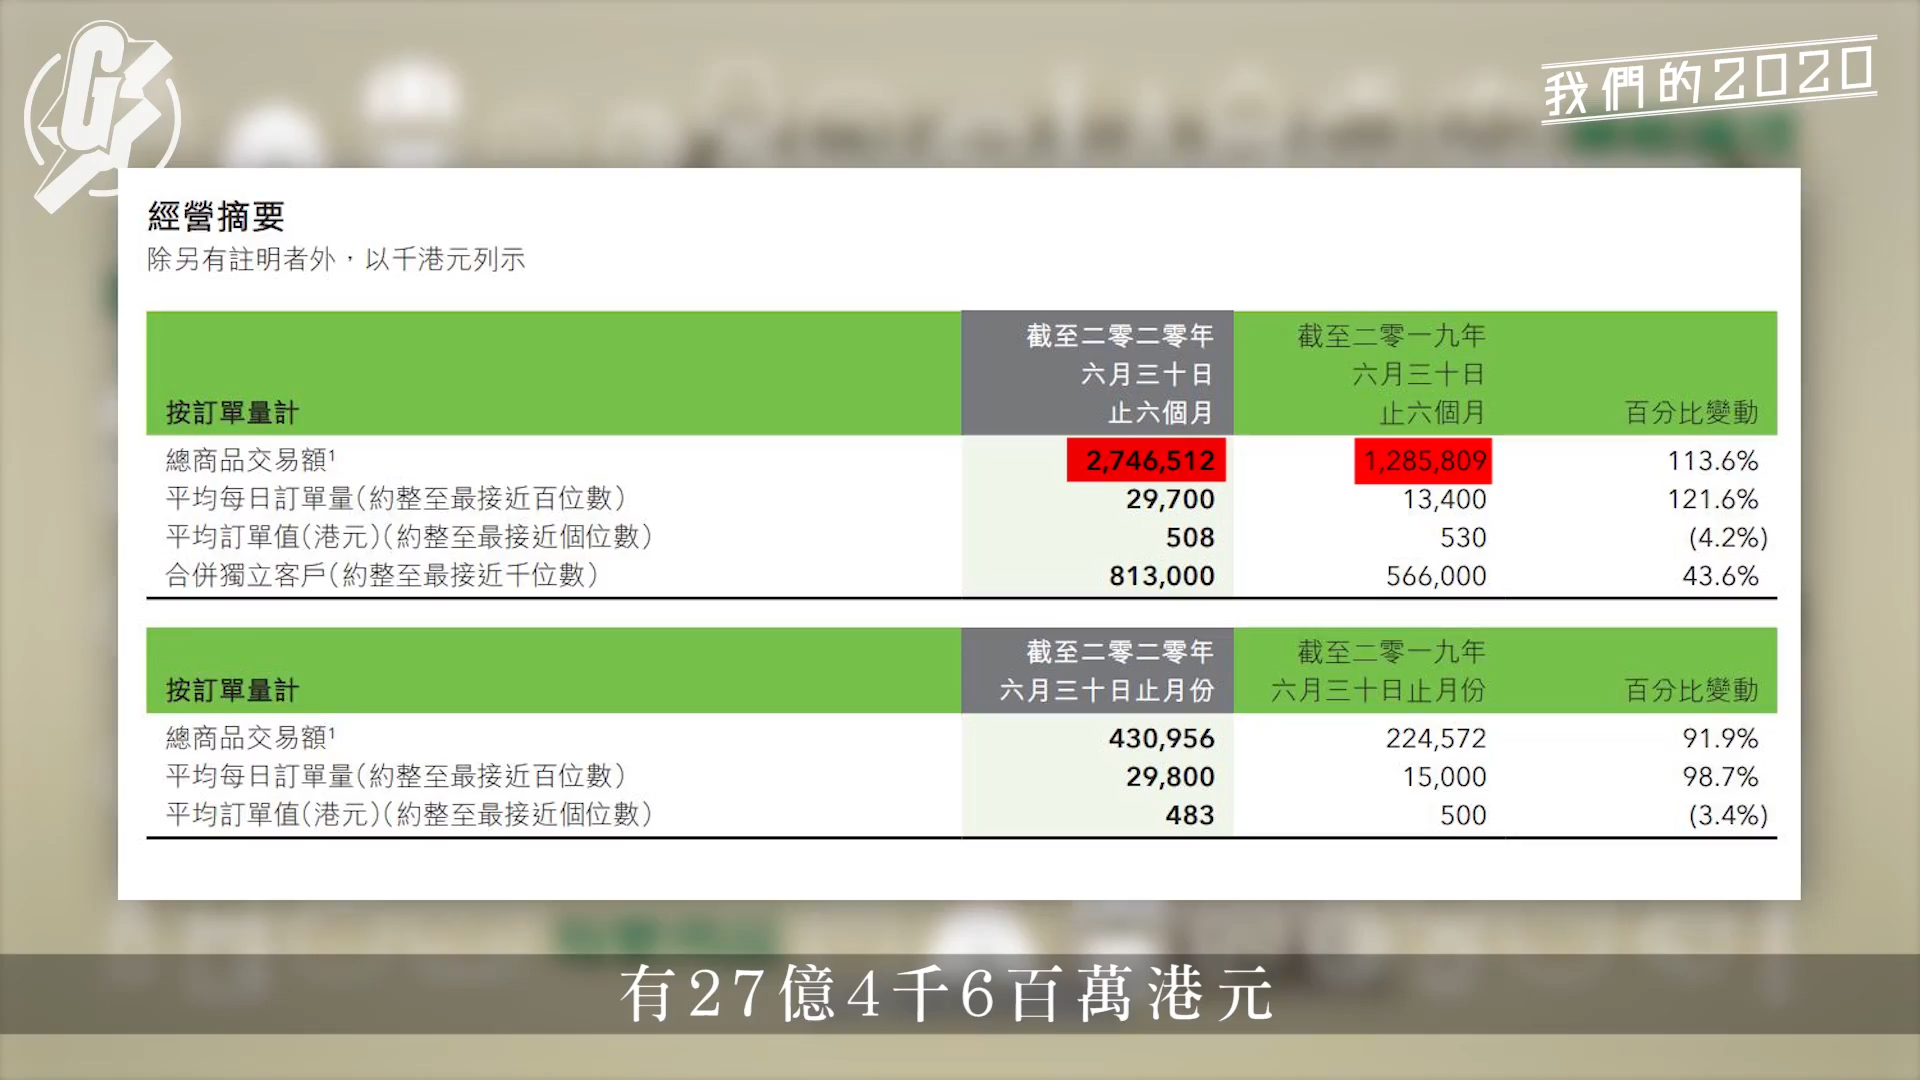 G
我們的2020
經營摘要
除另有註明者外，以千港元列示
截至二零二零年 截至二零一九年
六月三十日 六月三十日
按訂單量計 止六個月 止六個月 百分比變動
總商品交易額¹ 2,746,512 1,285,809 113.6%
平均每日訂單量(約整至最接近百位數) 29,700 13,400 121.6%
平均訂單值(港元)(約整至最接近個位數) 508 530 (4.2%)
合併獨立客戶(約整至最接近千位數) 813,000 566,000 43.6%
截至二零二零年 截至二零一九年
按訂單量計 六月三十日止月份 六月三十日止月份 百分比變動
總商品交易額¹ 430,956 224,572 91.9%
平均每日訂單量(約整至最接近百位數) 29,800 15,000 98.7%
平均訂單值(港元)(約整至最接近個位數) 483 500 (3.4%)
有27億4千6百萬港元